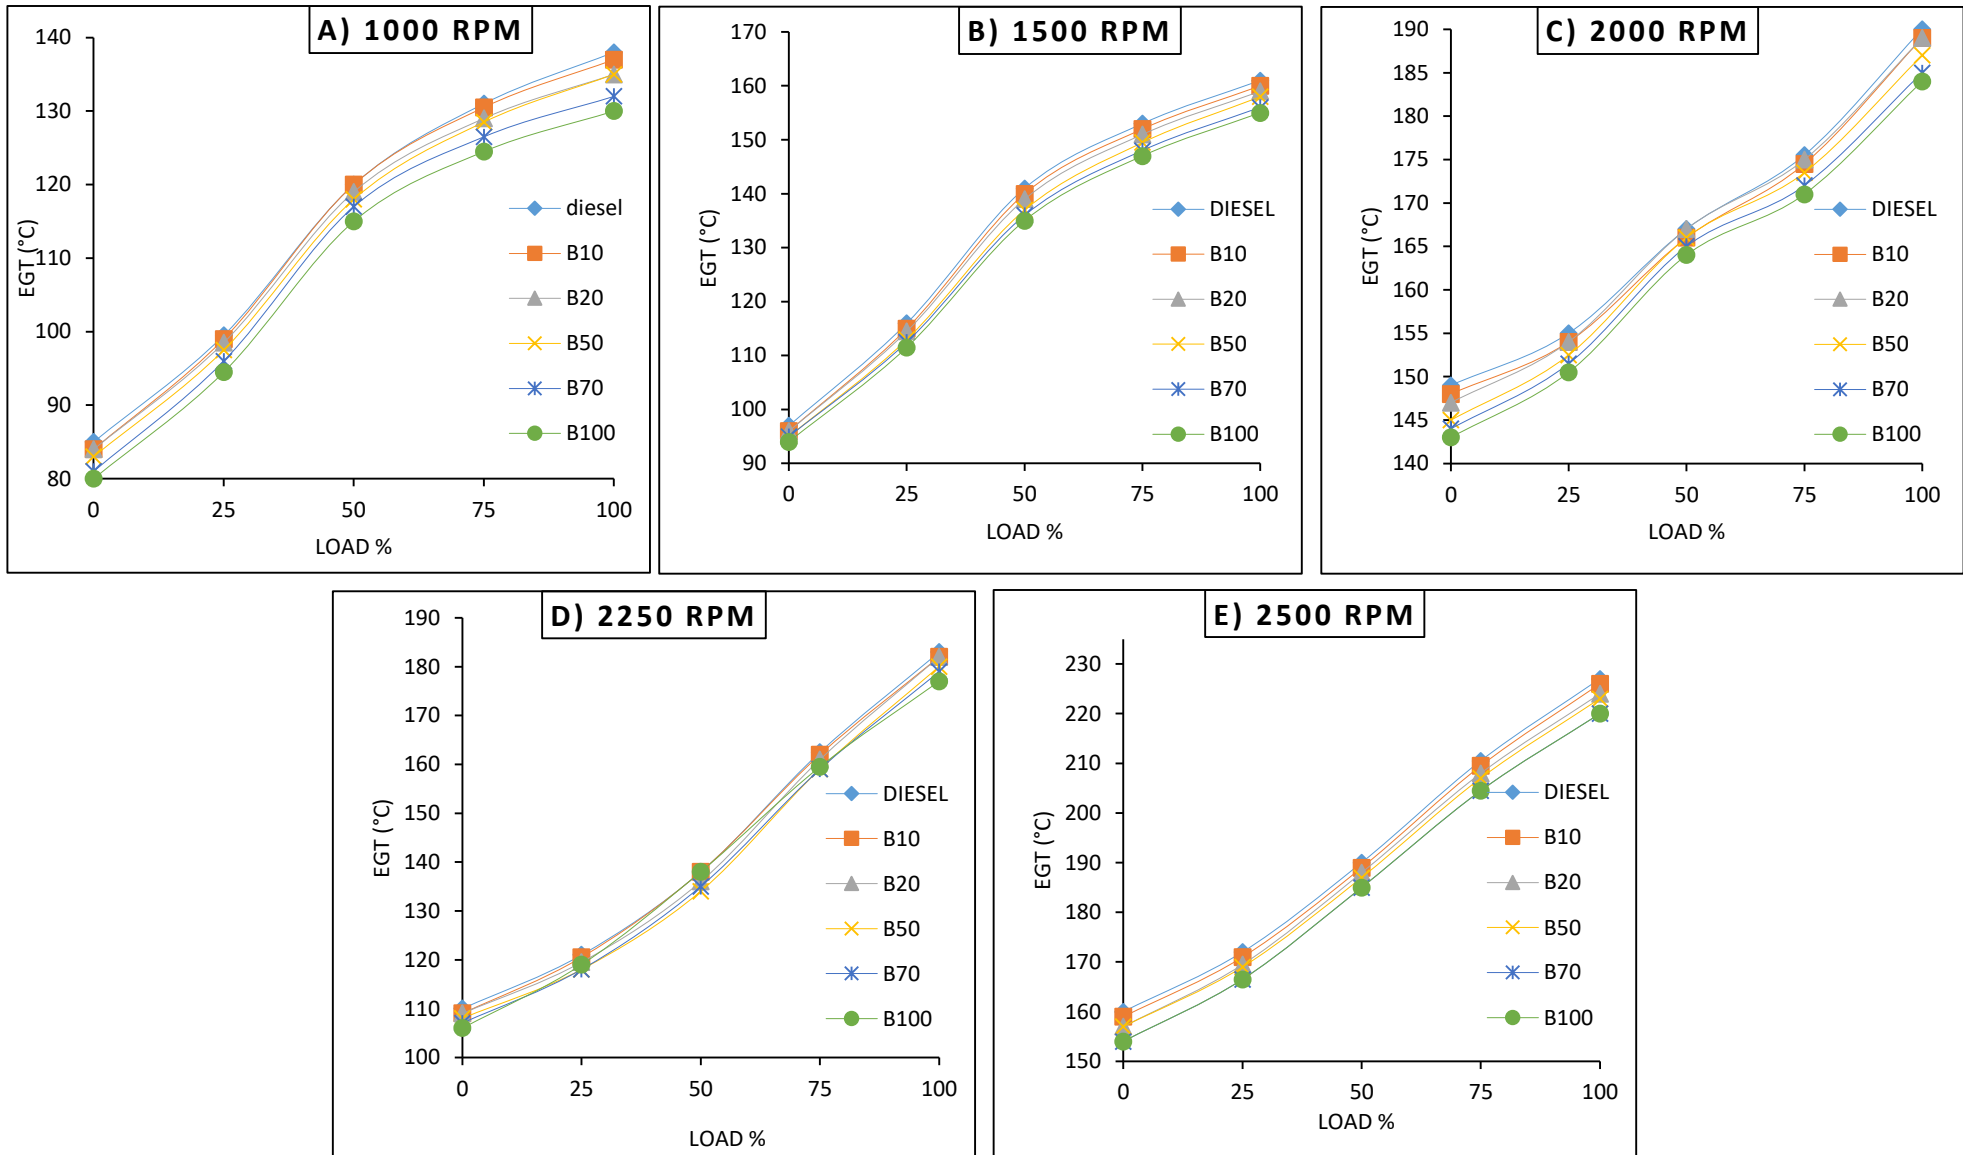 A) 1000 RPM
140
130
120
110
100
90
80
0 25 50 75 100
EGT (°C)
LOAD %
diesel
B10
B20
B50
B70
B100
B) 1500 RPM
170
160
150
140
130
120
110
100
90
0 25 50 75 100
EGT (°C)
LOAD %
DIESEL
B10
B20
B50
B70
B100
C) 2000 RPM
190
185
180
175
170
165
160
155
150
145
140
0 25 50 75 100
EGT (°C)
LOAD %
DIESEL
B10
B20
B50
B70
B100
D) 2250 RPM
190
180
170
160
150
140
130
120
110
100
0 25 50 75 100
EGT (°C)
LOAD %
DIESEL
B10
B20
B50
B70
B100
E) 2500 RPM
230
220
210
200
190
180
170
160
150
0 25 50 75 100
EGT (°C)
LOAD %
DIESEL
B10
B20
B50
B70
B100